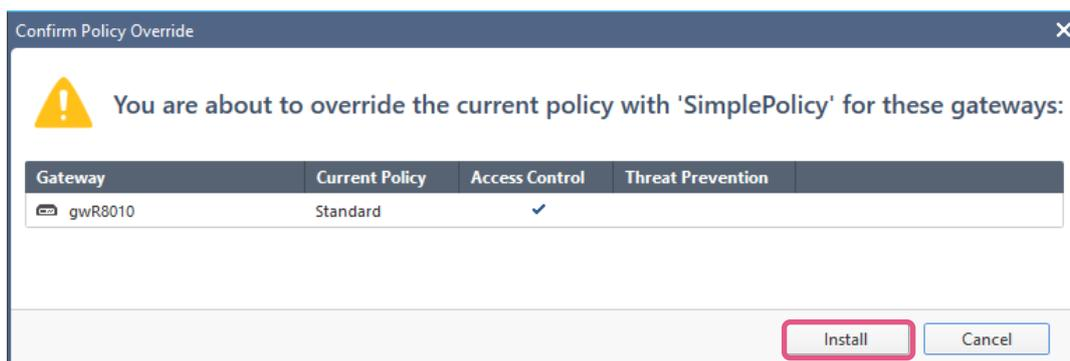 Confirm Policy Override
You are about to override the current policy with 'SimplePolicy' for these gateways:
Gateway Current Policy Access Control Threat Prevention
gwR8010 Standard
Install Cancel